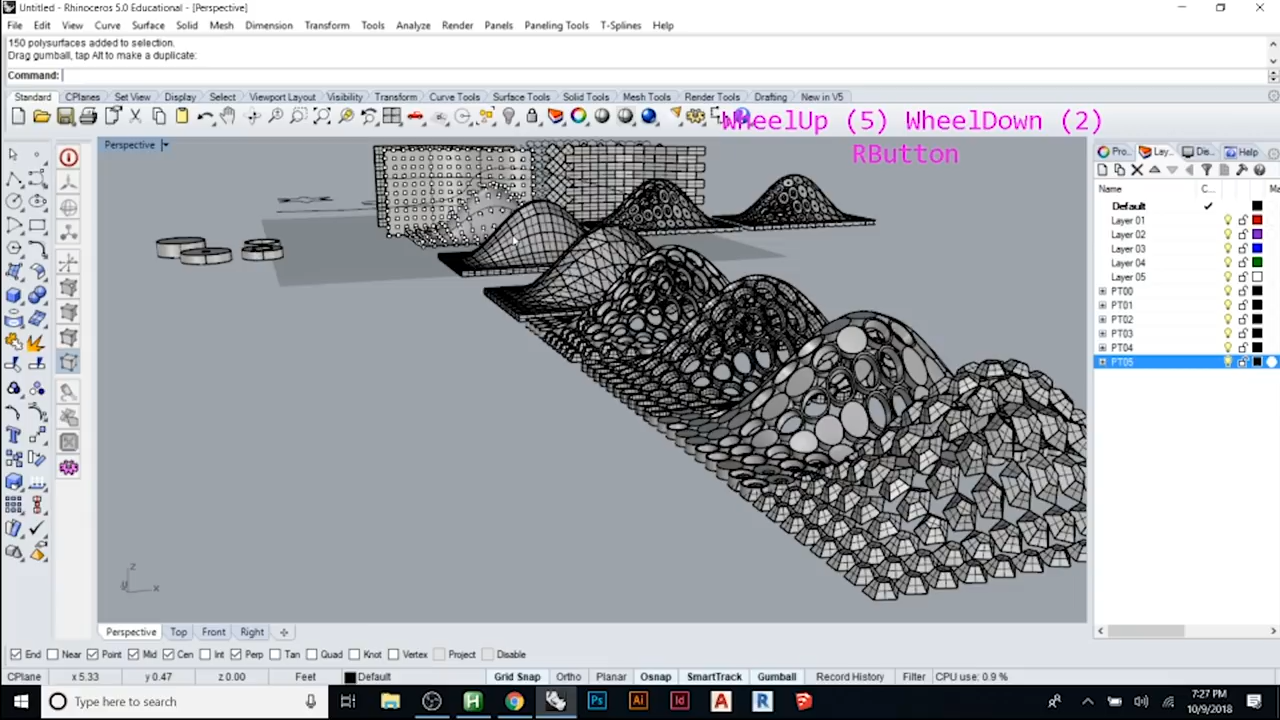 Untitled - Rhinoceros 5.0 Educational - [Perspective]
File Edit View Curve Surface Solid Mesh Dimension Transform Tools Analyze Render Panels Paneling Tools T-Splines Help
150 polysurfaces added to selection.
Drag gumball, tap Alt to make a duplicate:
Command:
Standard CPlanes Set View Display Select Viewport Layout Visibility Transform Curve Tools Surface Tools Solid Tools Mesh Tools Render Tools Drafting New in V5
WheelUp (5) WheelDown (2)
RButton
Perspective
Pro... Lay... Dis... Help
Name C... Ma
Default
Layer 01
Layer 02
Layer 03
Layer 04
Layer 05
PT00
PT01
PT02
PT03
PT04
PT05
z
y x
Perspective Top Front Right
End Near Point Mid Cen Int Perp Tan Quad Knot Vertex Project Disable
CPlane x 5.33 y 0.47 z 0.00 Feet Default Grid Snap Ortho Planar Osnap SmartTrack Gumball Record History Filter CPU use: 0.9 %
Type here to search
7:27 PM
10/9/2018